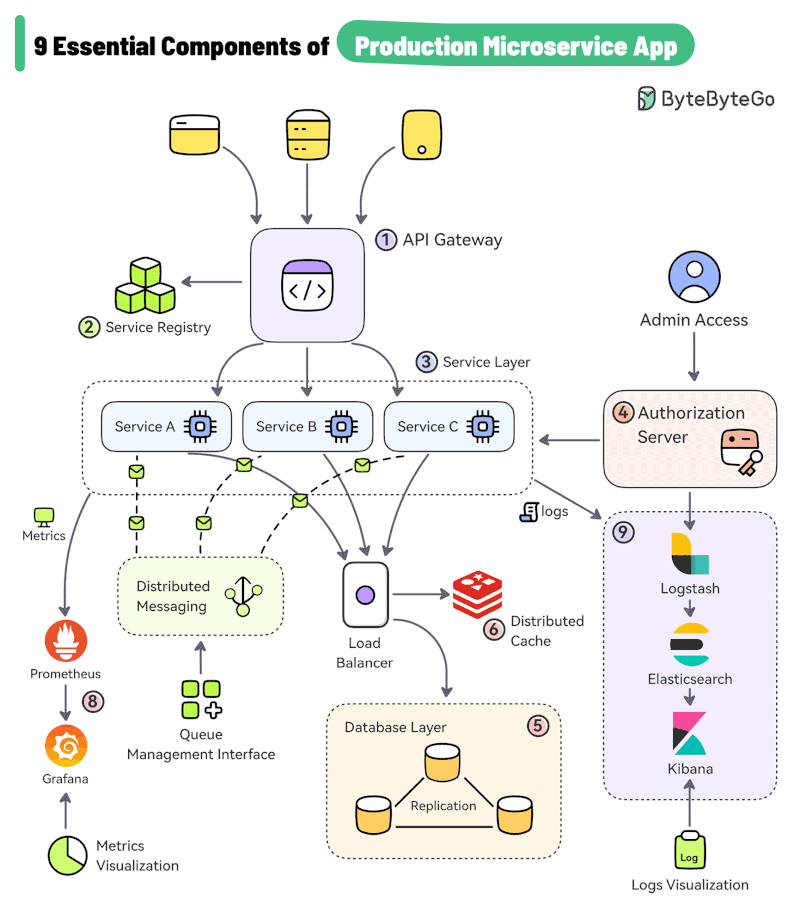 9 Essential Components of Production Microservice App
ByteByteGo
1 API Gateway
2 Service Registry
Admin Access
3 Service Layer
Service A
Service B
Service C
4 Authorization
Server
logs
Metrics
9
Distributed
Messaging
Logstash
Load
Balancer
6 Distributed
Cache
Prometheus
Elasticsearch
8
Queue
Management Interface
Database Layer
5
Grafana
Kibana
Replication
Metrics
Visualization
Log
Logs Visualization